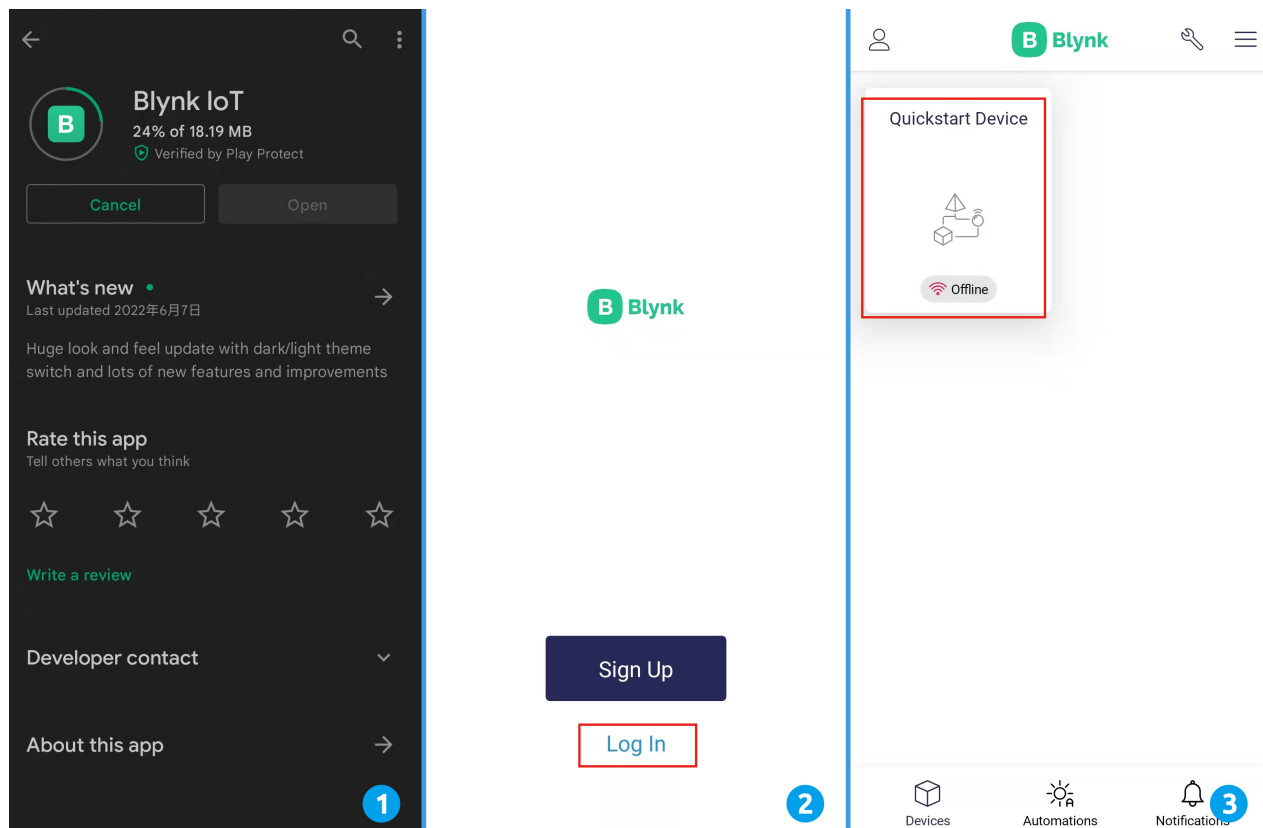 Blynk IoT
24% of 18.19 MB
Verified by Play Protect
Cancel
Open
What's new
Last updated 2022年6月7日
Huge look and feel update with dark/light theme
switch and lots of new features and improvements
Rate this app
Tell others what you think
Write a review
Developer contact
About this app
1
B Blynk
Sign Up
Log In
2
B Blynk
Quickstart Device
Offline
Devices
Automations
Notifications
3